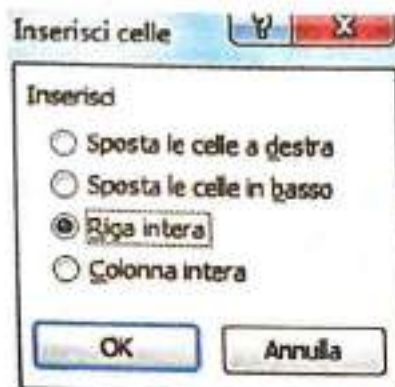 Inserisci celle
Inserisci
Sposta le celle a destra
Sposta le celle in basso
Riga intera
Colonna intera
OK
Annulla